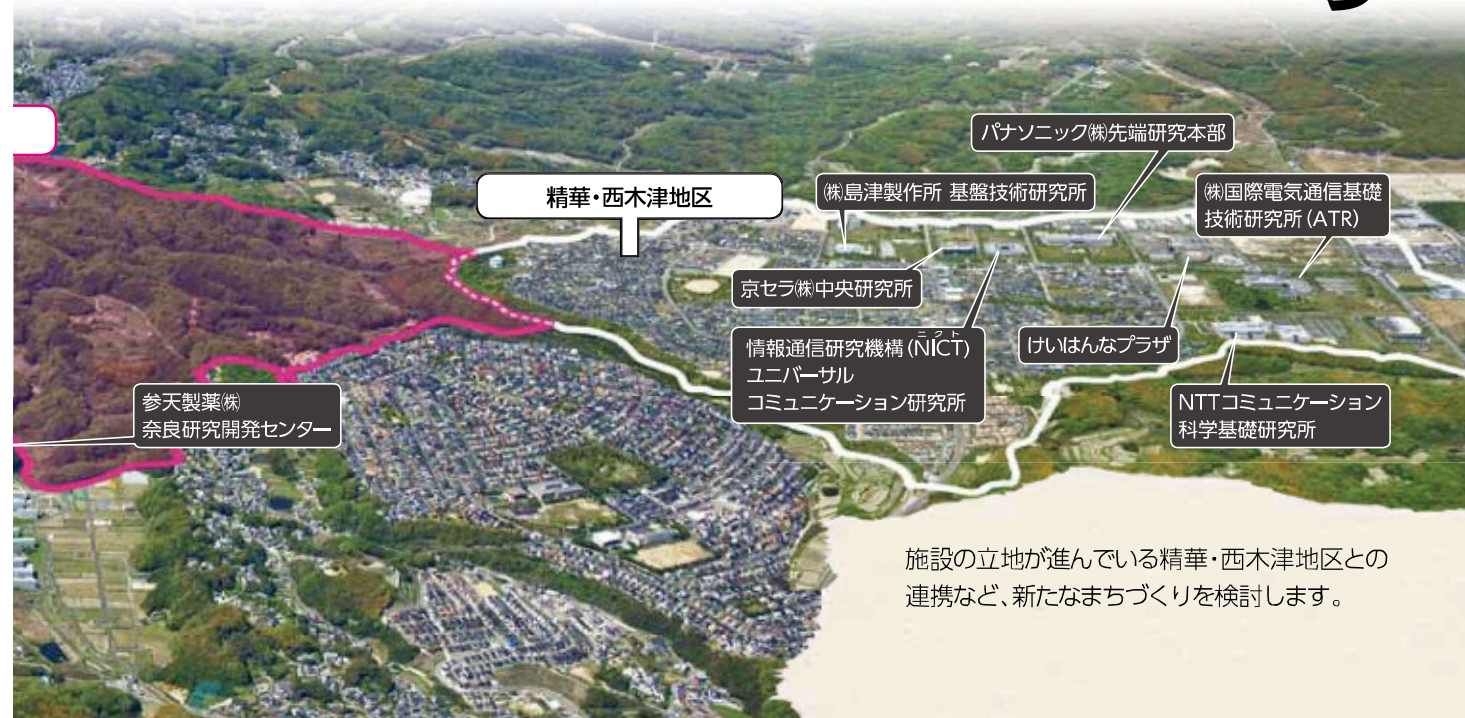 パナソニック㈱先端研究本部
精華・西木津地区
㈱島津製作所 基盤技術研究所
㈱国際電気通信基礎
技術研究所(ATR)
京セラ㈱中央研究所
情報通信研究機構(NICT)
ニクト
ユニバーサル
コミュニケーション研究所
けいはんなプラザ
参天製薬㈱
奈良研究開発センター
NTTコミュニケーション
科学基礎研究所
施設の立地が進んでいる精華・西木津地区との
連携など、新たなまちづくりを検討します。